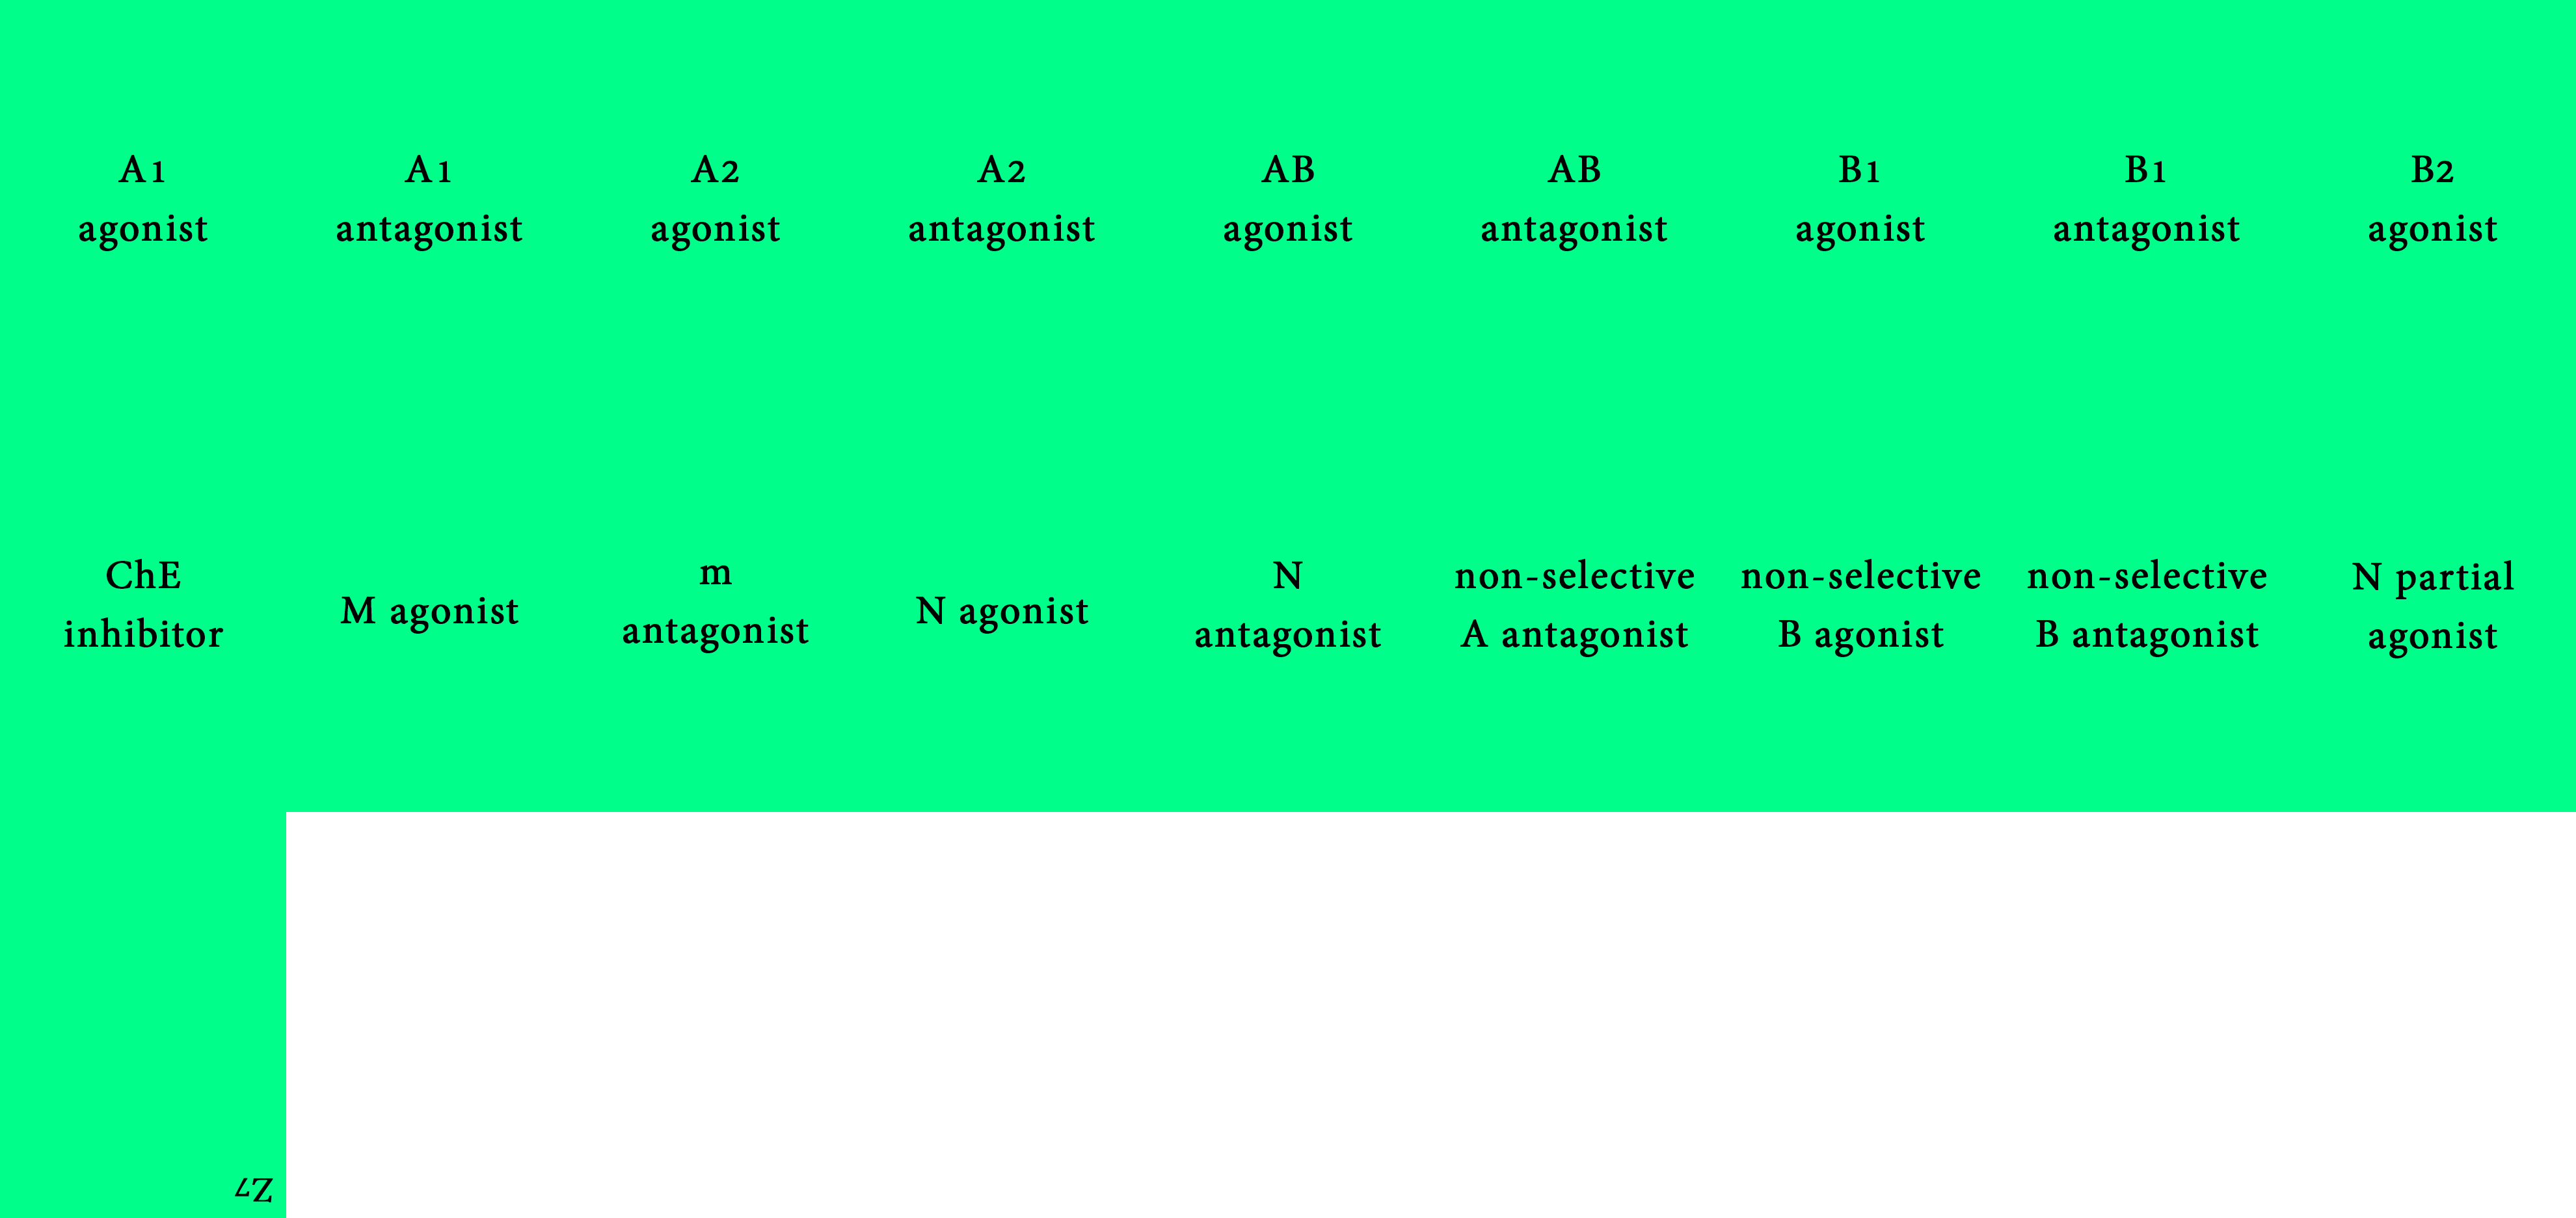 A1
agonist
A1
antagonist
A2
agonist
A2
antagonist
AB
agonist
AB
antagonist
B1
agonist
B1
antagonist
B2
agonist
ChE
inhibitor
M agonist
m
antagonist
N agonist
N
antagonist
non-selective
A antagonist
non-selective
B agonist
non-selective
B antagonist
N partial
agonist
Z7